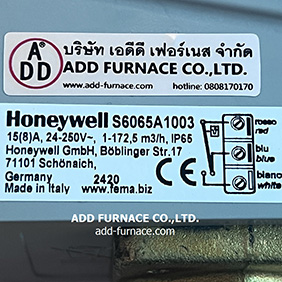 ADD
บริษัท เอดีดี เฟอร์เนส จำกัด
ADD FURNACE CO.,LTD.
www.add-furnace.com hotline: 0808170170
Honeywell S6065A1003
15(8)A, 24-250V~, 1-172,5 m3/h, IP65
Honeywell GmbH, Böblinger Str.17
71101 Schönaich,
Germany 2420
Made in Italy www.fema.biz
CE
rosso
red
blu
blue
bianco
white
ADD FURNACE CO.,LTD.
www.add-furnace.com